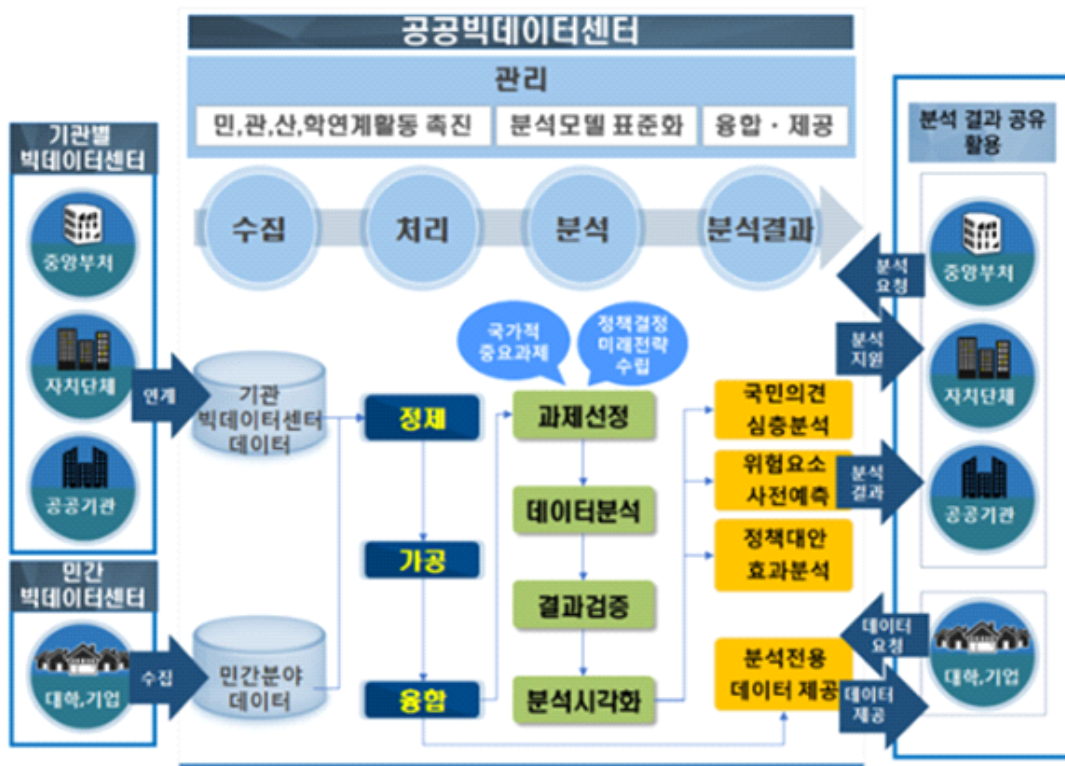 공공빅데이터센터
관리
민,관,산,학연계활동 촉진
분석모델 표준화
융합 · 제공
기관별
빅데이터센터
중앙부처
자치단체
공공기관
연계
민간
빅데이터센터
대학,기업
수집
수집
처리
분석
분석결과
기관
빅데이터센터
데이터
민간분야
데이터
정제
가공
융합
국가적
중요과제
정책결정
미래전략
수립
과제선정
데이터분석
결과검증
분석시각화
국민의견
심층분석
위험요소
사전예측
정책대안
효과분석
분석전용
데이터 제공
분석
요청
분석
지원
분석
결과
데이터
요청
데이터
제공
분석 결과 공유
활용
중앙부처
자치단체
공공기관
대학,기업